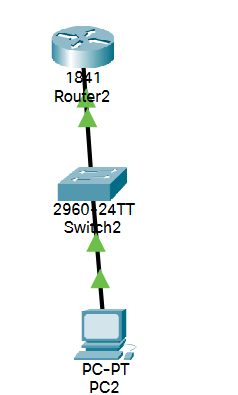 1841
Router2
2960-24TT
Switch2
PC-PT
PC2